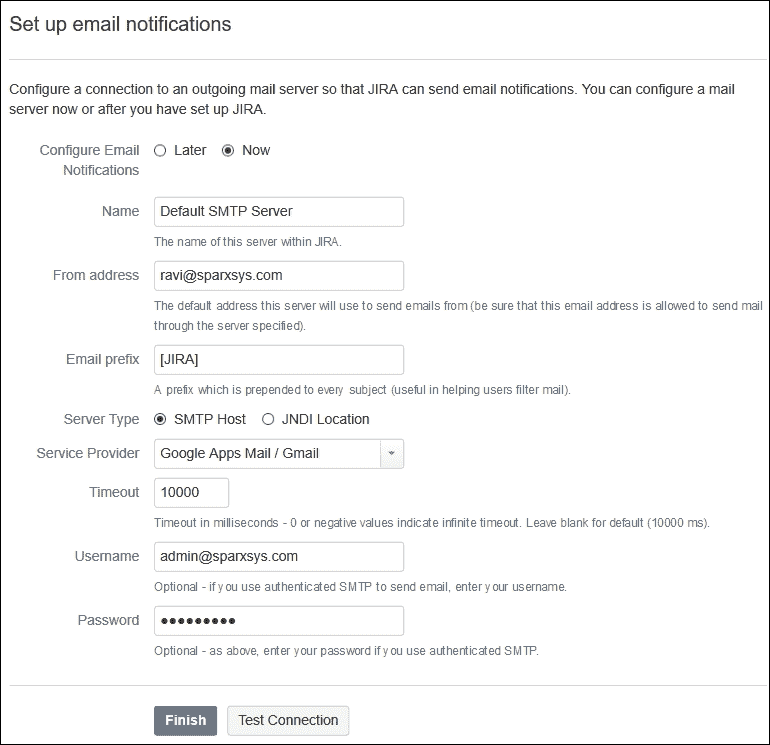 Set up email notifications
Configure a connection to an outgoing mail server so that JIRA can send email notifications. You can configure a mail
server now or after you have set up JIRA.
Configure Email Notifications
Later
Now
Name
Default SMTP Server
The name of this server within JIRA.
From address
ravi@sparxsys.com
The default address this server will use to send emails from (be sure that this email address is allowed to send mail
through the server specified).
Email prefix
[JIRA]
A prefix which is prepended to every subject (useful in helping users filter mail).
Server Type
SMTP Host
JNDI Location
Service Provider
Google Apps Mail / Gmail
Timeout
10000
Timeout in milliseconds - 0 or negative values indicate infinite timeout. Leave blank for default (10000 ms).
Username
admin@sparxsys.com
Optional - if you use authenticated SMTP to send email, enter your username.
Password
●●●●●●●●●
Optional - as above, enter your password if you use authenticated SMTP.
Finish
Test Connection